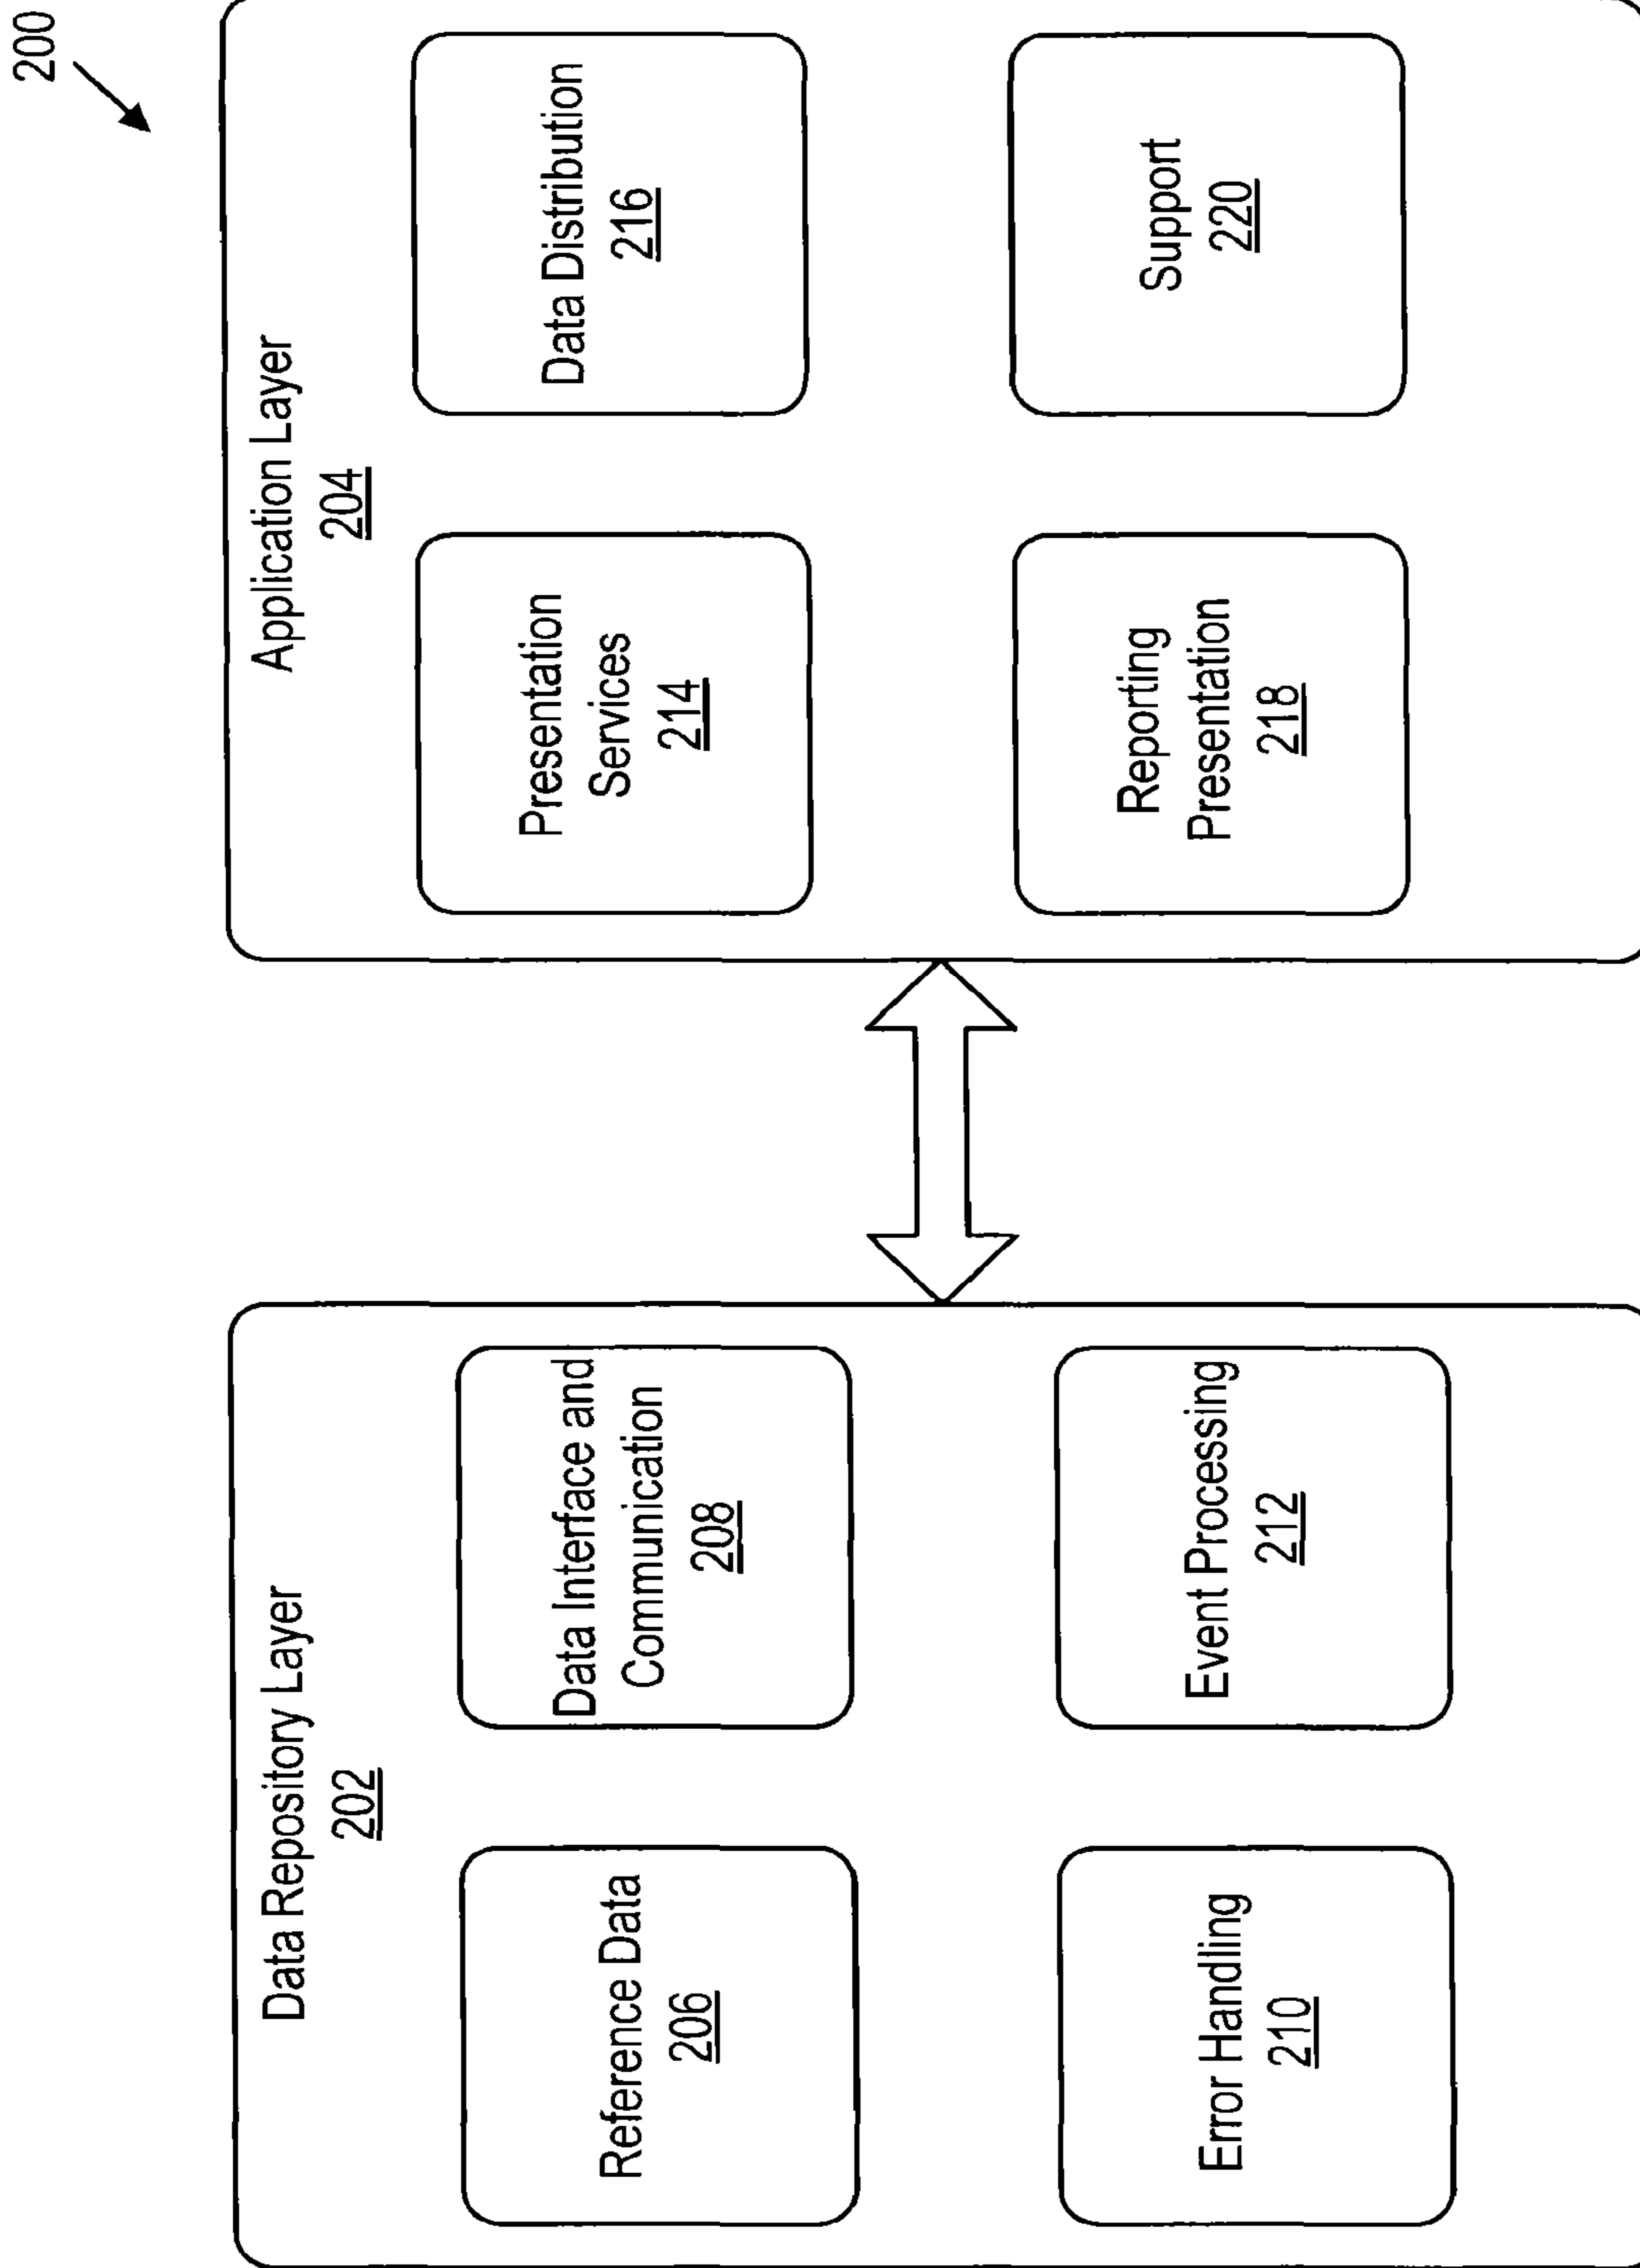 200
Data Repository Layer
202
Reference Data
206
Data Interface and
Communication
208
Error Handling
210
Event Processing
212
Application Layer
204
Presentation
Services
214
Data Distribution
216
Reporting
Presentation
218
Support
220